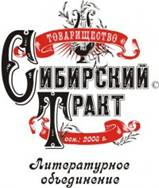 ТОВАРИЩЕСТВО
СИБИРСКИЙ
ТРАКТ
©
осн.: 2008 г.
Литературное
объединение